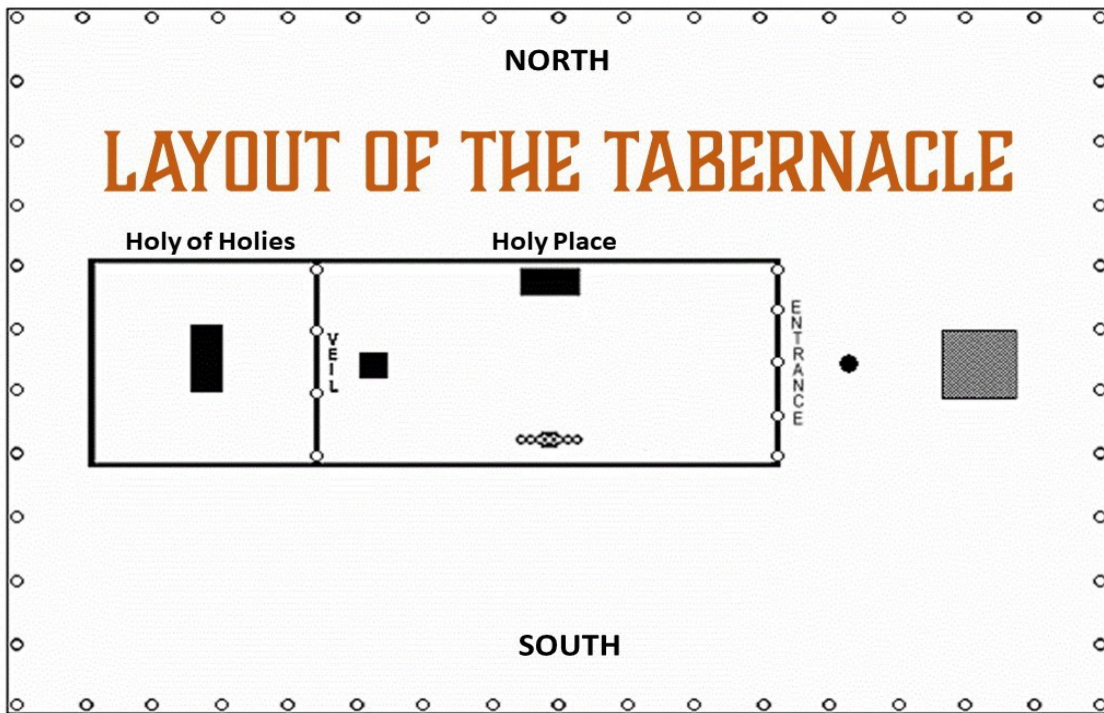 NORTH
LAYOUT OF THE TABERNACLE
Holy of Holies
Holy Place
VEIL
ENTRANCE
SOUTH